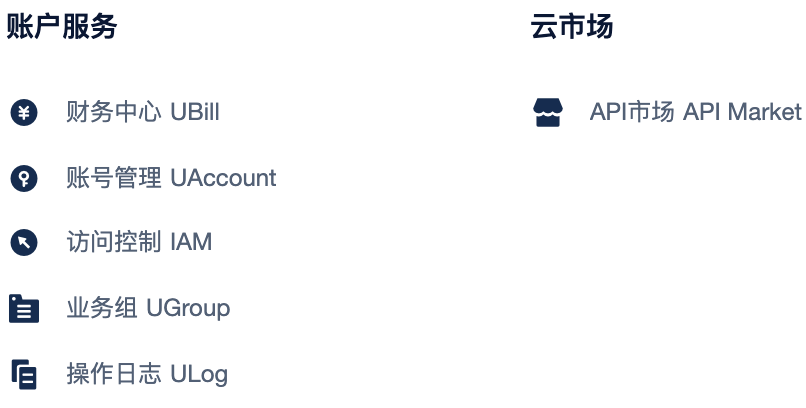 账户服务
财务中心 UBill
账号管理 UAccount
访问控制 IAM
业务组 UGroup
操作日志 ULog
云市场
API市场 API Market